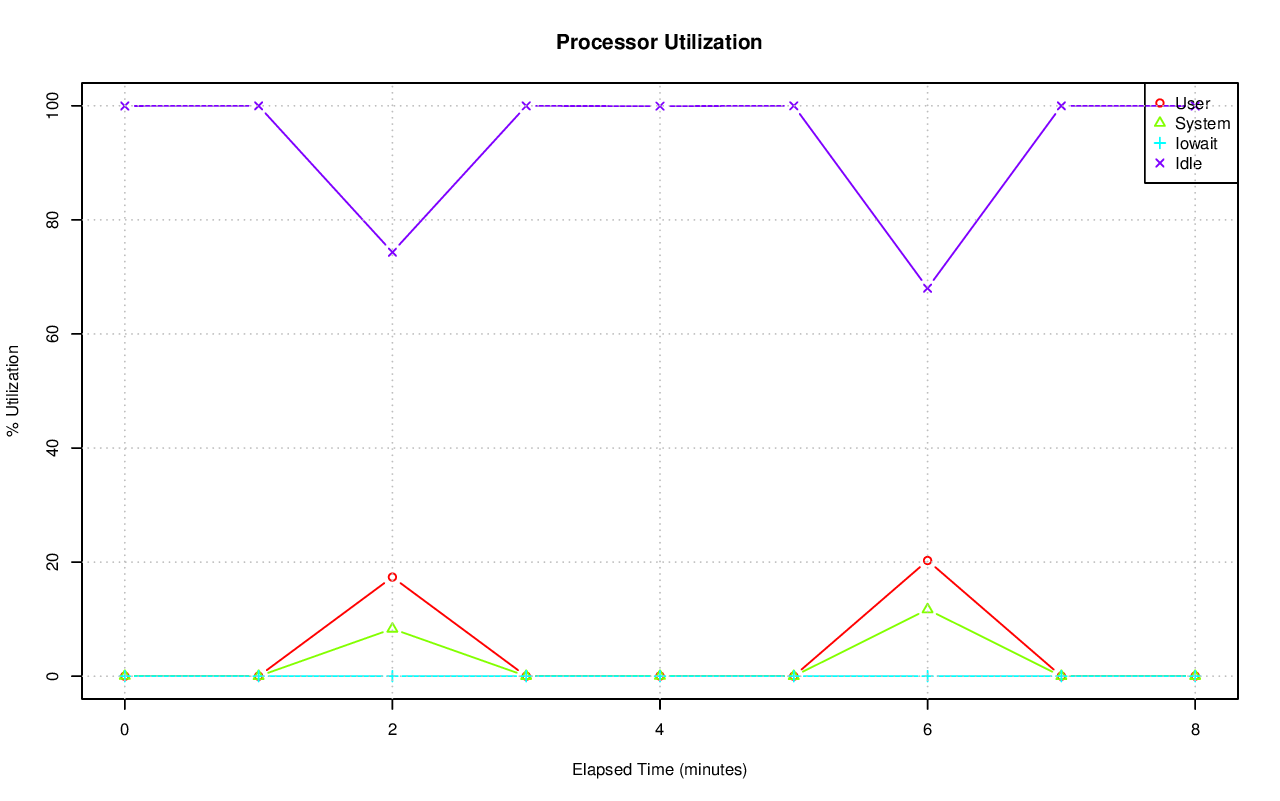 Processor Utilization
% Utilization
100
80
60
40
20
0
User
System
Iowait
Idle
0 2 4 6 8
Elapsed Time (minutes)